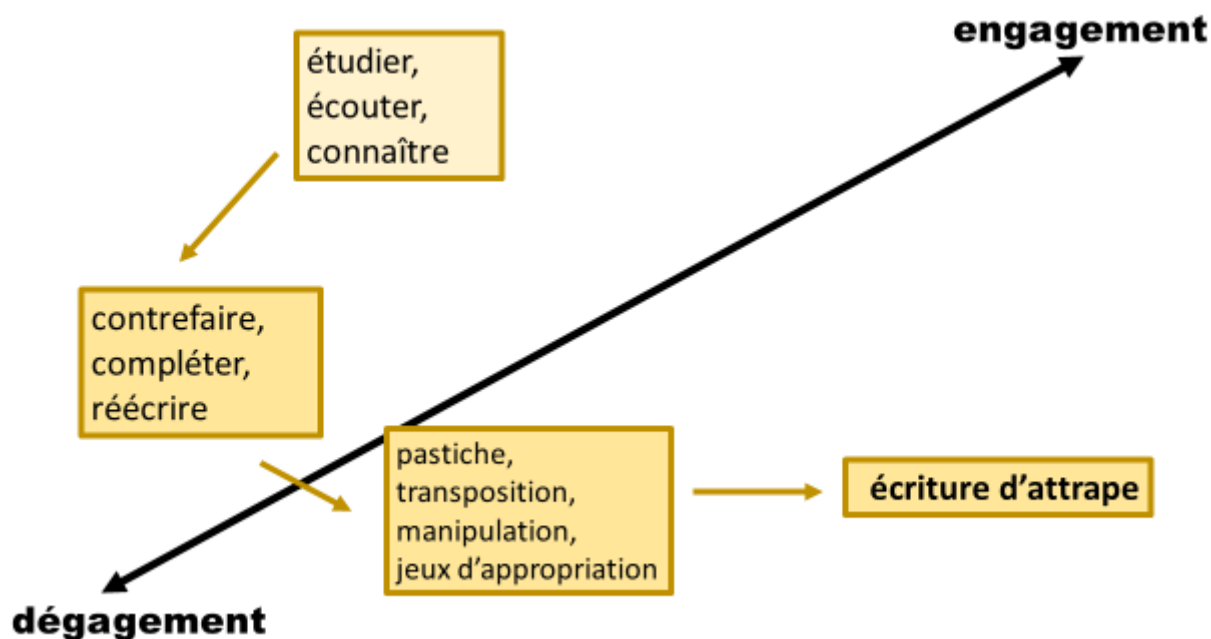 engagement
étudier,
écouter,
connaître
contrefaire,
compléter,
réécrire
pastiche,
transposition,
manipulation,
jeux d'appropriation
écriture d'attrape
dégagement